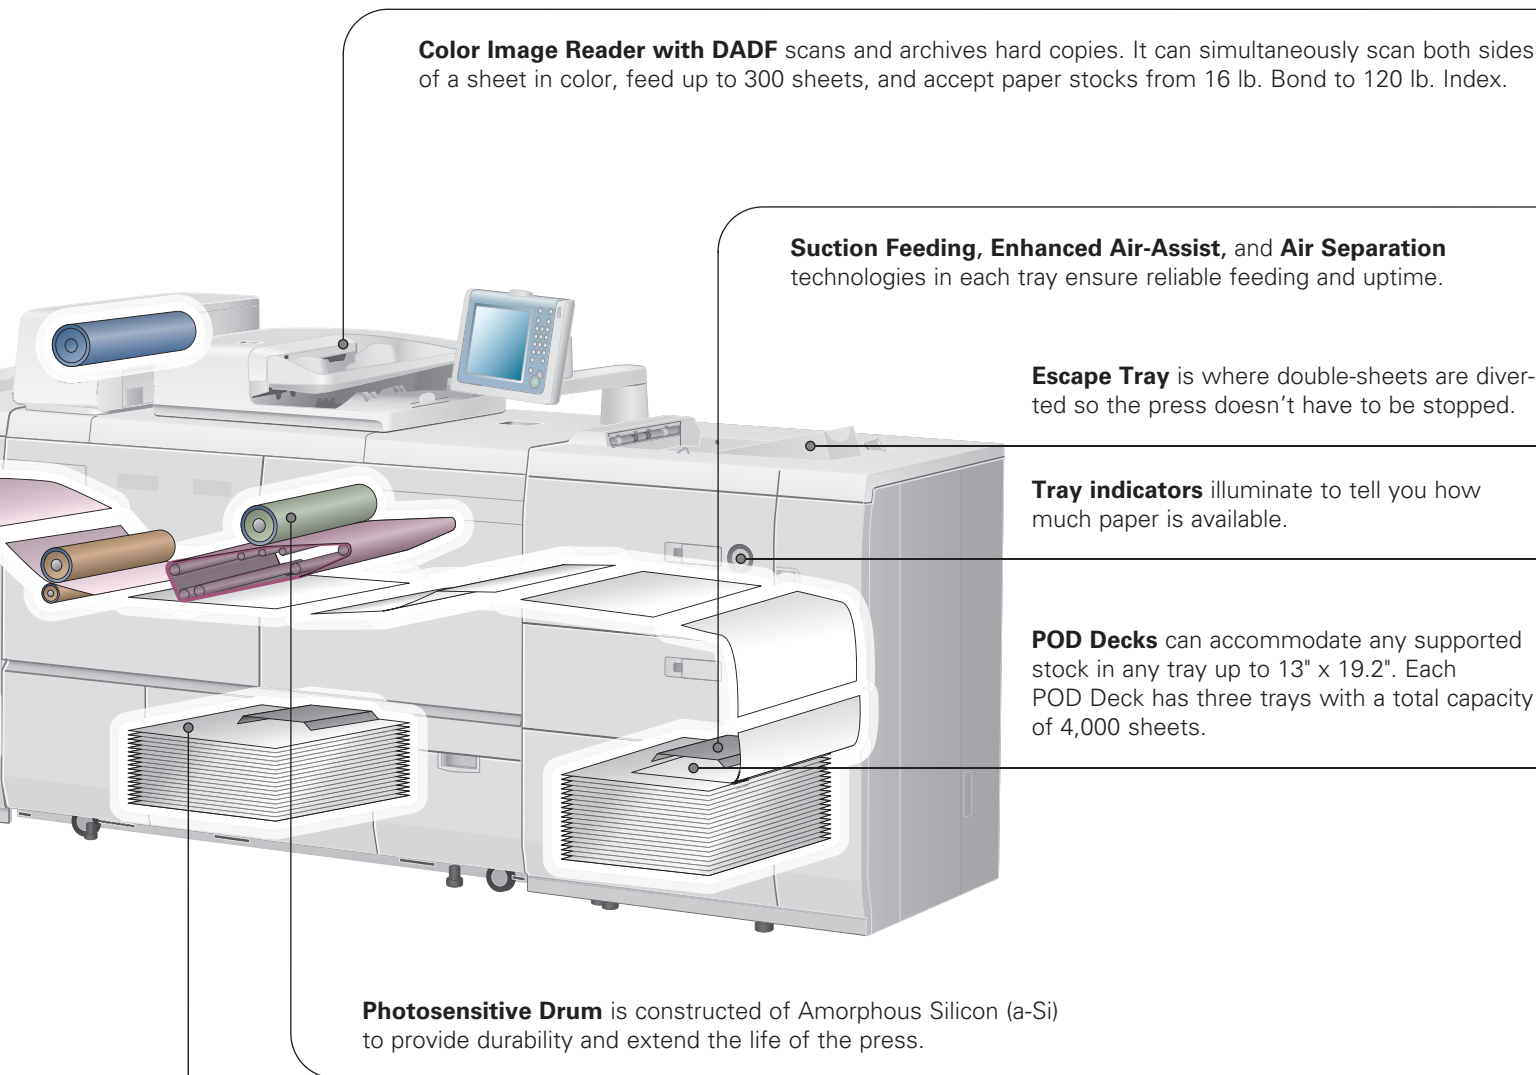 Color Image Reader with DADF scans and archives hard copies. It can simultaneously scan both sides
of a sheet in color, feed up to 300 sheets, and accept paper stocks from 16 lb. Bond to 120 lb. Index.
Suction Feeding, Enhanced Air-Assist, and Air Separation
technologies in each tray ensure reliable feeding and uptime.
Escape Tray is where double-sheets are diver-
ted so the press doesn't have to be stopped.
Tray indicators illuminate to tell you how
much paper is available.
POD Decks can accommodate any supported
stock in any tray up to 13" x 19.2". Each
POD Deck has three trays with a total capacity
of 4,000 sheets.
Photosensitive Drum is constructed of Amorphous Silicon (a-Si)
to provide durability and extend the life of the press.